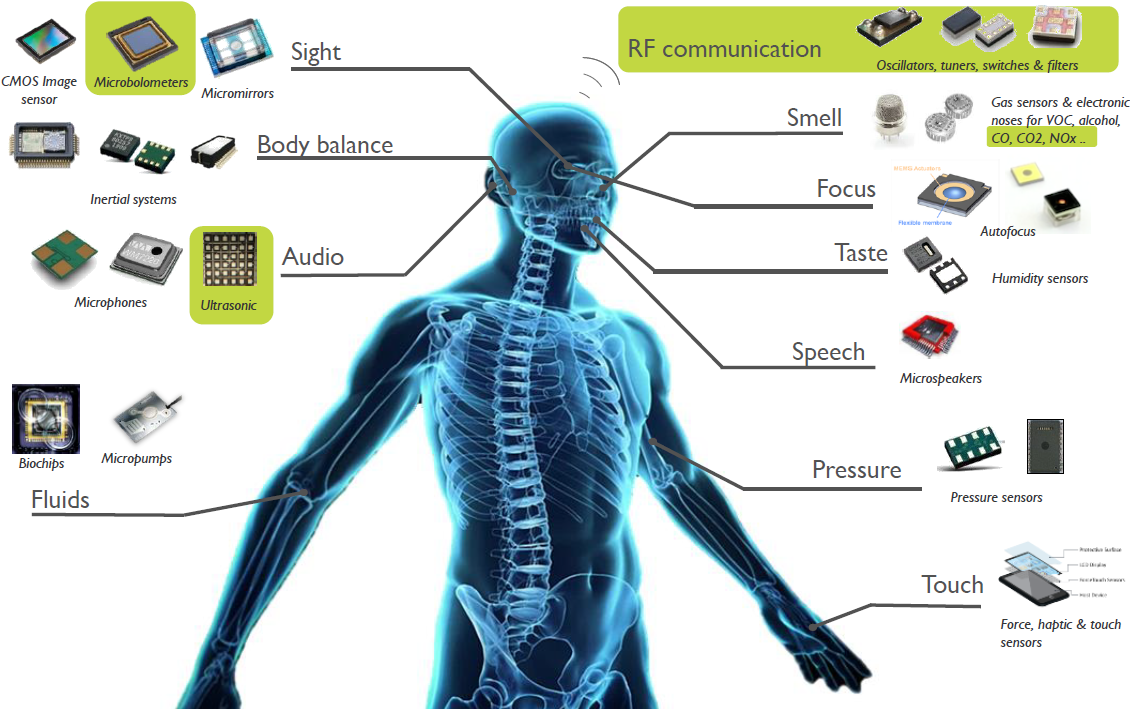 Sight
CMOS Image
sensor
Microbolometers
Micromirrors
Body balance
Inertial systems
Audio
Microphones
Ultrasonic
Biochips
Micropumps
Fluids
RF communication
Oscillators, tuners, switches & filters
Smell
Gas sensors & electronic
noses for VOC, alcohol,
CO, CO2, NOx ..
Focus
MEMS Actuators
Flexible membrane
Autofocus
Taste
Humidity sensors
Speech
Microspeakers
Pressure
Pressure sensors
Touch
Protective Surface
LCD Display
Force/touch Sensors
Host Device
Force, haptic & touch
sensors